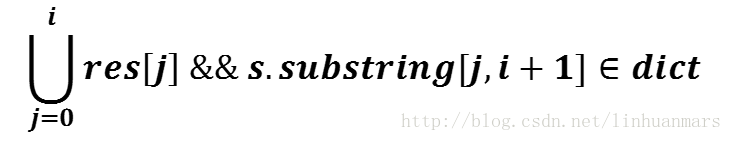 i
⋃ res[j] && s.substring[j, i + 1] ∈ dict
j=0
http://blog.csdn.net/linhuanmars